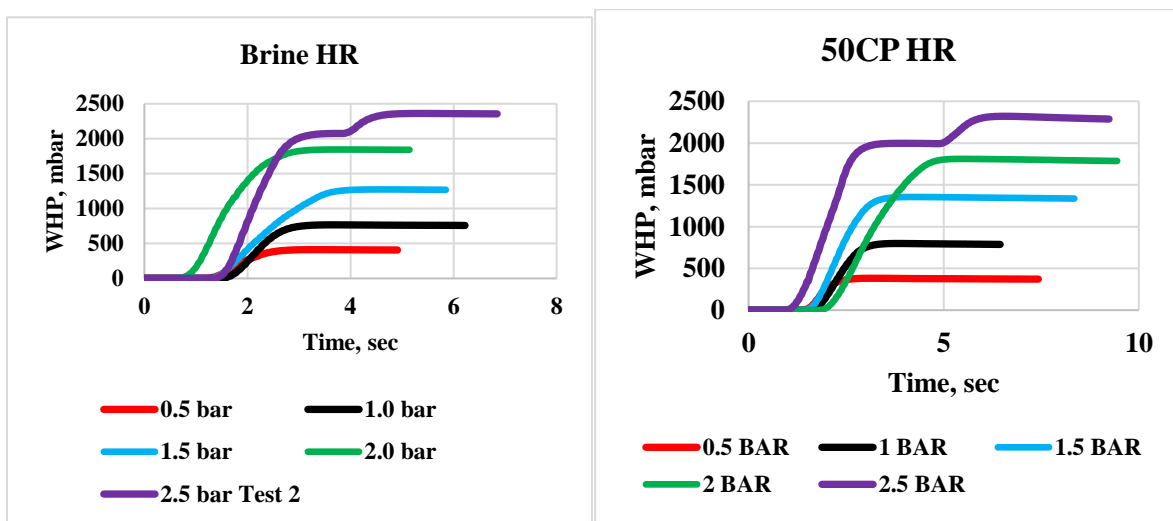 Brine HR
2500
2000
1500
1000
500
0
WHP, mbar
0 2 4 6 8
Time, sec
0.5 bar 1.0 bar
1.5 bar 2.0 bar
2.5 bar Test 2
50CP HR
2500
2000
1500
1000
500
0
WHP, mbar
0 5 10
Time, sec
0.5 BAR 1 BAR 1.5 BAR
2 BAR 2.5 BAR